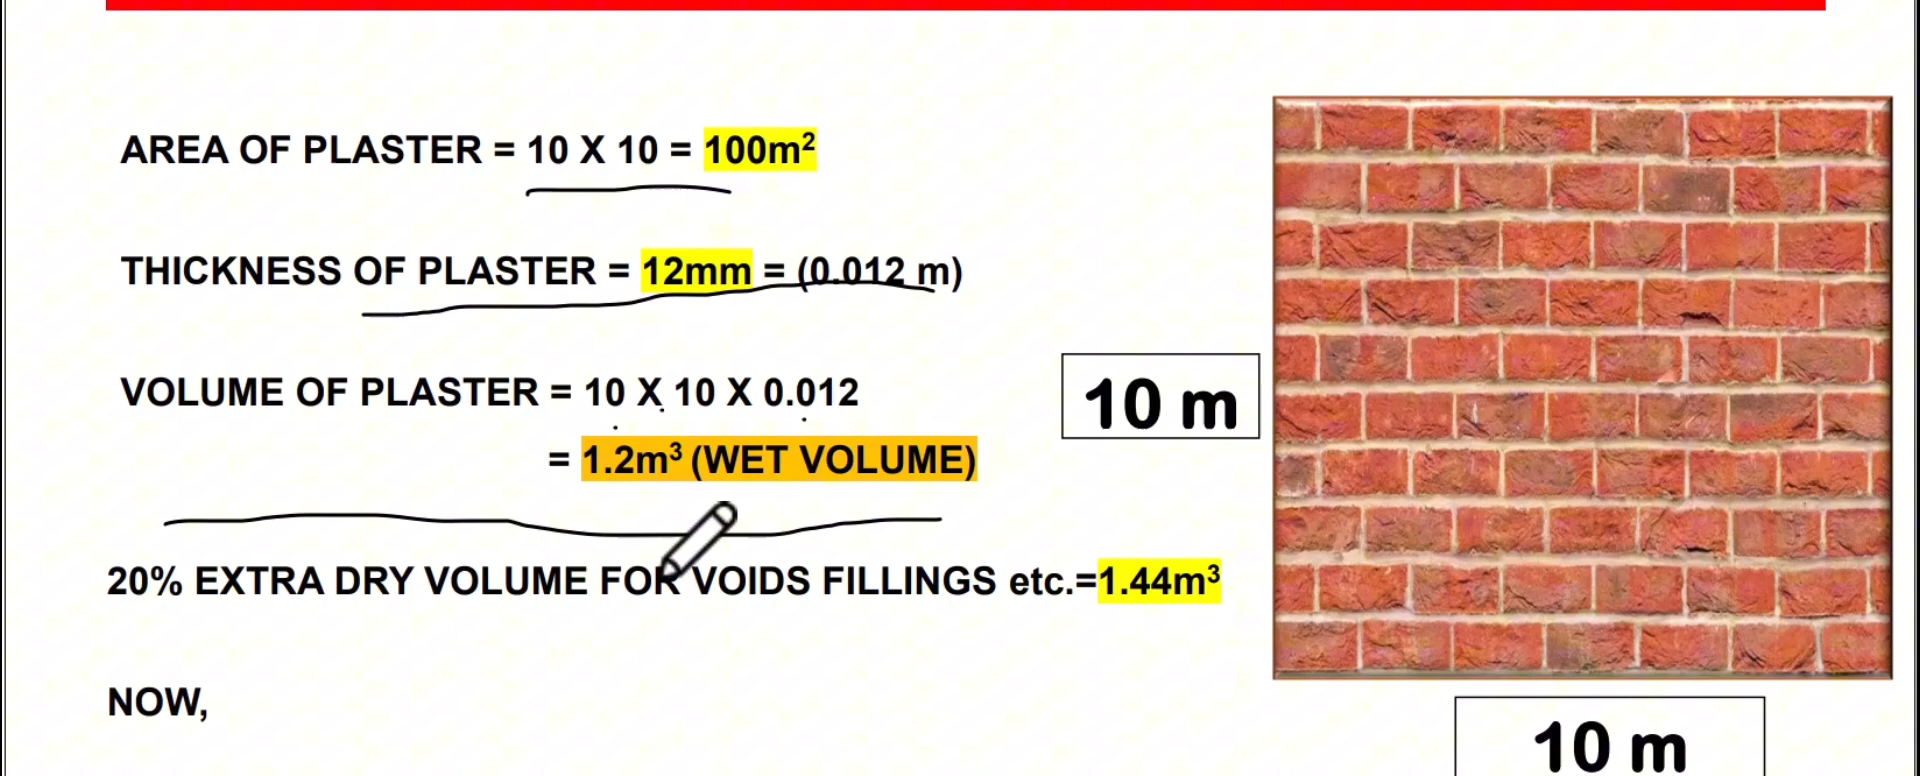 AREA OF PLASTER = 10 X 10 = 100m²
THICKNESS OF PLASTER = 12mm = (0.012 m)
VOLUME OF PLASTER = 10 X 10 X 0.012
= 1.2m³ (WET VOLUME)
10 m
20% EXTRA DRY VOLUME FOR VOIDS FILLINGS etc.=1.44m³
NOW,
10 m